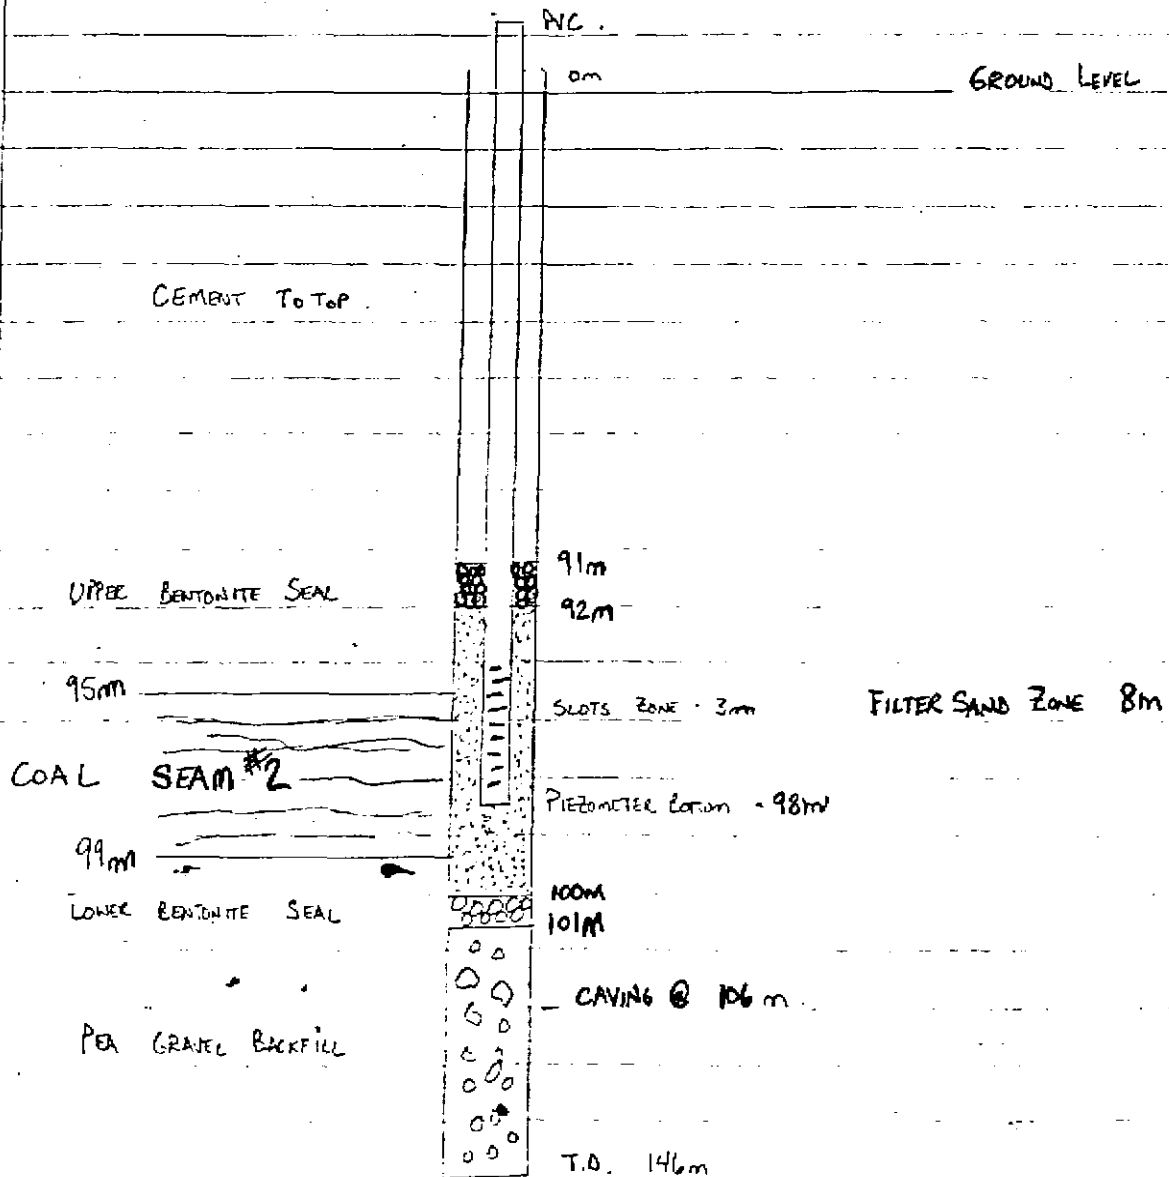 PVC.
0m
GROUND LEVEL
CEMENT TO TOP.
91m
UPPER BENTONITE SEAL
92m
95m
SLOTS ZONE - 3m
FILTER SAND ZONE 8m
COAL SEAM #2
PIEZOMETER BOTTOM - 98m
99m
100M
LOWER BENTONITE SEAL
101M
CAVING @ 106m
PEA GRAVEL BACKFILL
T.D. 146m